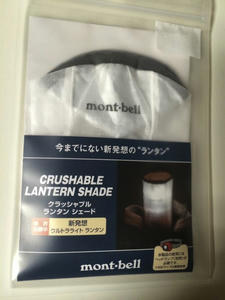 mont·bell
今までにない新発想の"ランタン"
CRUSHABLE
LANTERN SHADE
クラッシャブル
ランタン シェード
新発想
ウルトラライト ランタン
mont·bell